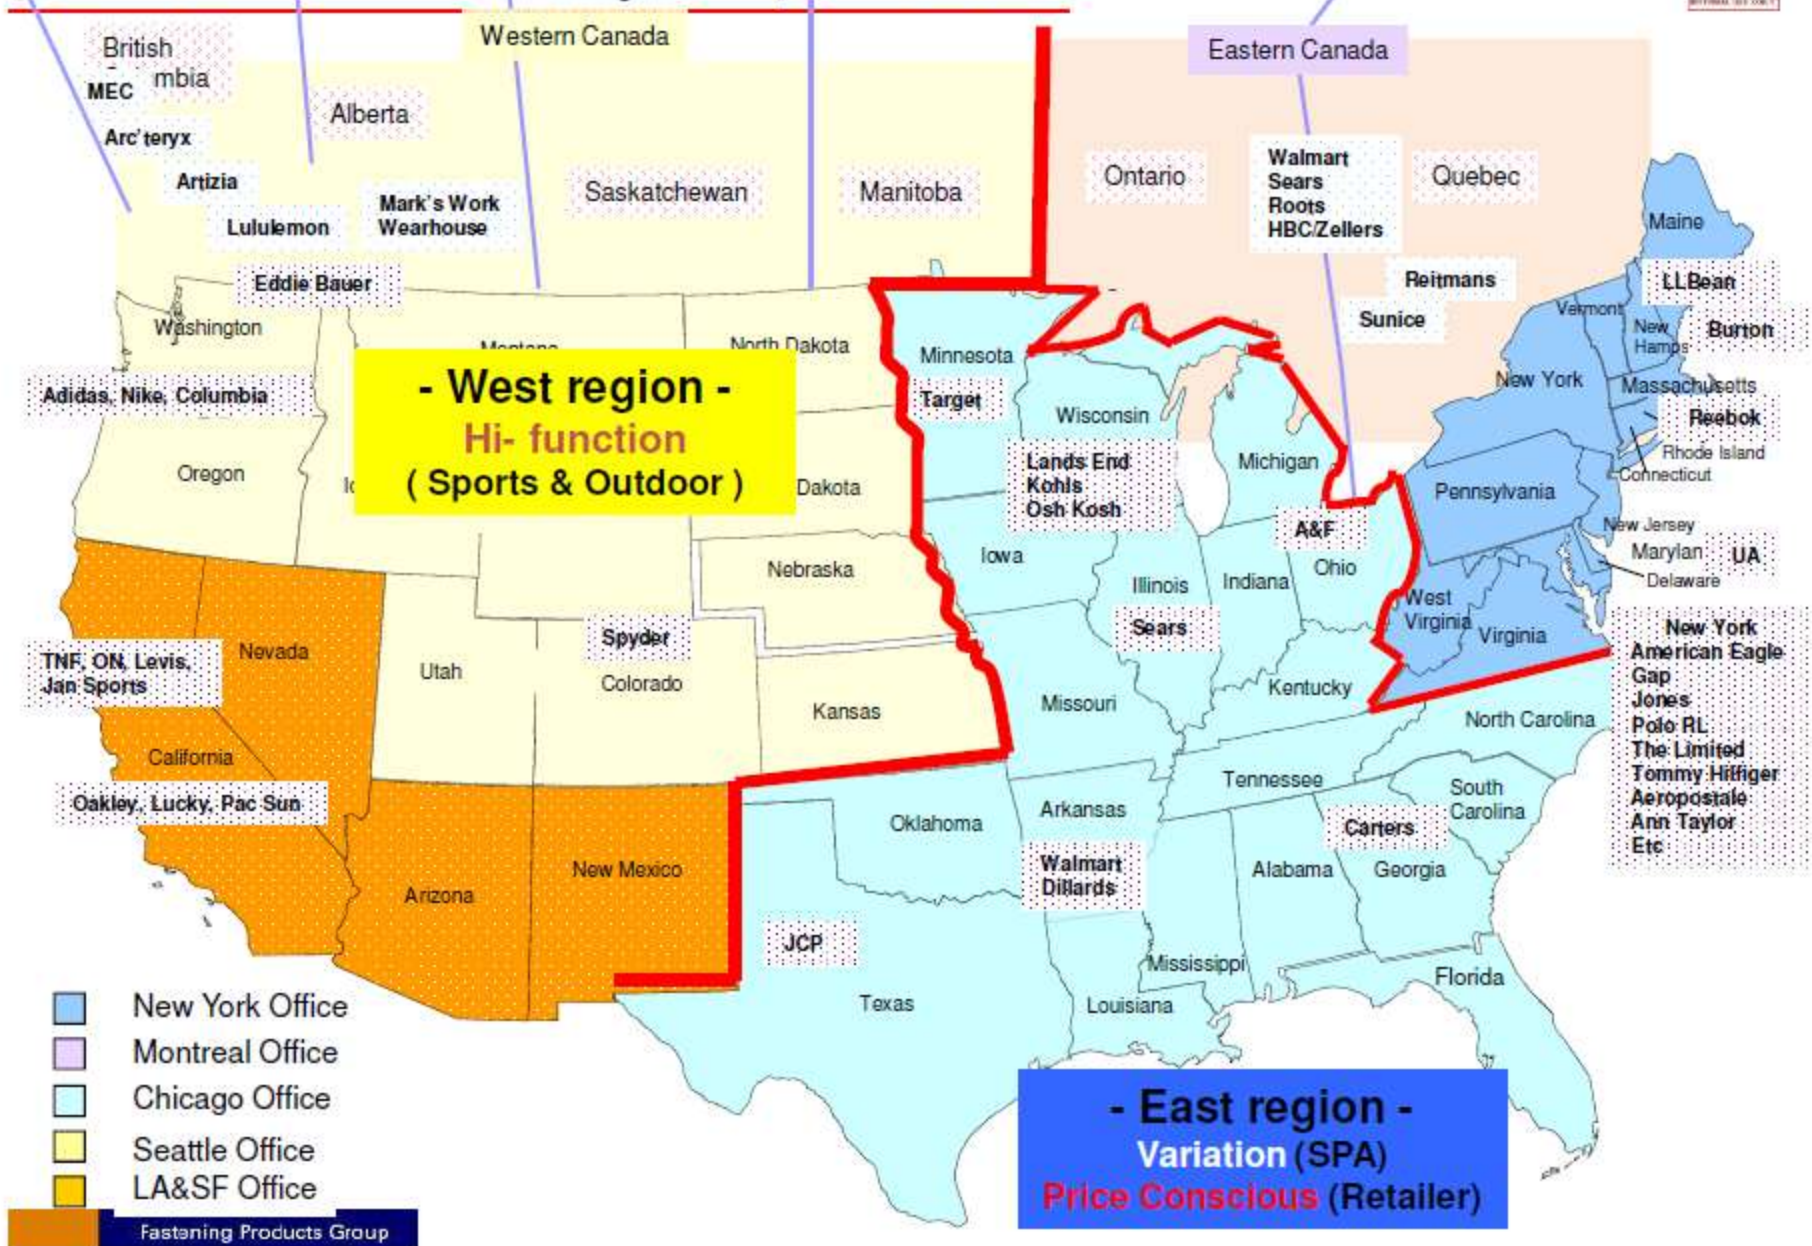 Western Canada
Eastern Canada
British
mbia
MEC
Alberta
Arc'teryx
Artizia
Lululemon
Mark's Work
Wearhouse
Saskatchewan
Manitoba
Ontario
Walmart
Sears
Roots
HBC/Zellers
Quebec
Reitmans
Sunice
Maine
LLBean
Vermont
New
Hamps
Burton
New York
Massachusetts
Reebok
Rhode Island
Connecticut
Pennsylvania
New Jersey
Marylan
UA
Delaware
West
Virginia
Virginia
New York
American Eagle
Gap
Jones
Polo RL
The Limited
Tommy Hilfiger
Aeropostale
Ann Taylor
Etc
Eddie Bauer
Washington
Montana
North Dakota
Adidas, Nike, Columbia
- West region -
Hi- function
( Sports & Outdoor )
Oregon
Dakota
Nebraska
Minnesota
Target
Wisconsin
Lands End
Kohls
Osh Kosh
Michigan
A&F
Iowa
Illinois
Sears
Indiana
Ohio
TNF, ON, Levis,
Jan Sports
Nevada
Utah
Spyder
Colorado
Kansas
Missouri
Kentucky
North Carolina
California
Oakley, Lucky, Pac Sun
Arizona
New Mexico
Oklahoma
Arkansas
Walmart
Dillards
Tennessee
South
Carolina
Carters
Alabama
Georgia
JCP
Texas
Mississippi
Louisiana
Florida
New York Office
Montreal Office
Chicago Office
Seattle Office
LA&SF Office
- East region -
Variation (SPA)
Price Conscious (Retailer)
Fastening Products Group